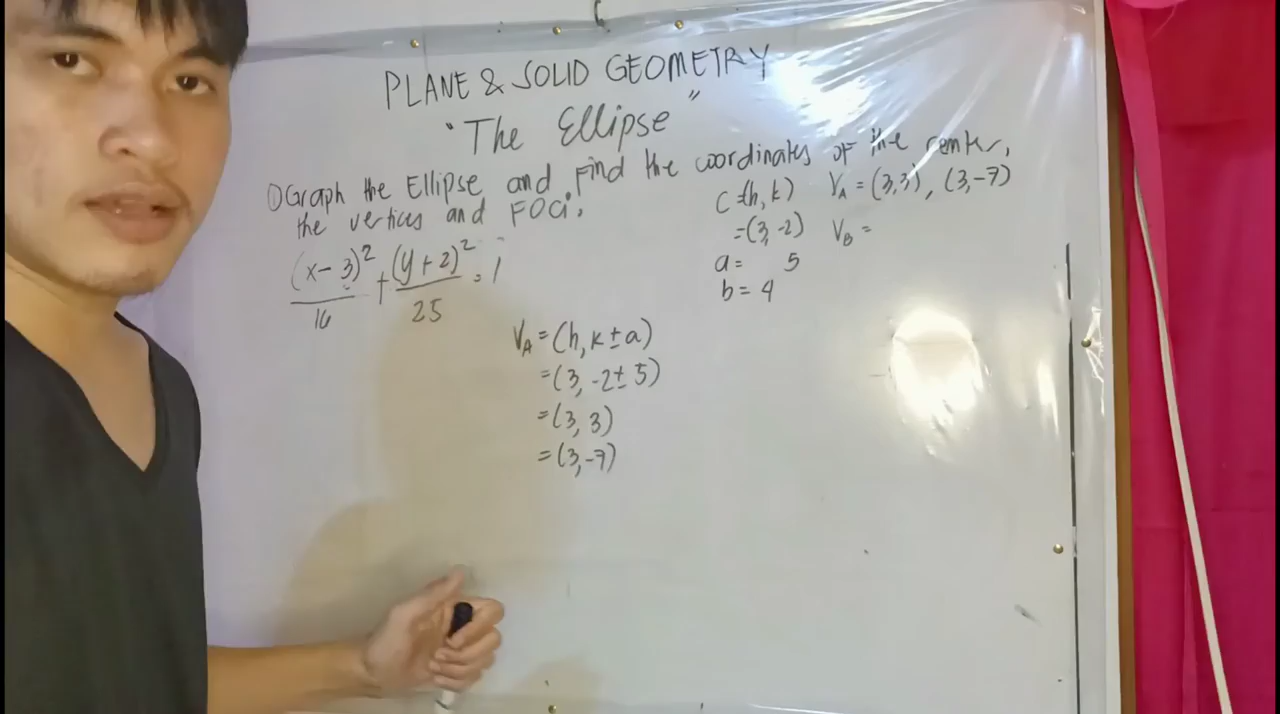 PLANE & SOLID GEOMETRY
"The Ellipse"
1) Graph the Ellipse and Find the coordinates of the center,
the vertices and FOCi.
(x-3)²/16 + (y+2)²/25 = 1
C=(h, k)
=(3, -2)
a= 5
b= 4
VA = (3,3), (3,-7)
VB =
VA = (h, k±a)
=(3, -2±5)
=(3, 3)
=(3,-7)